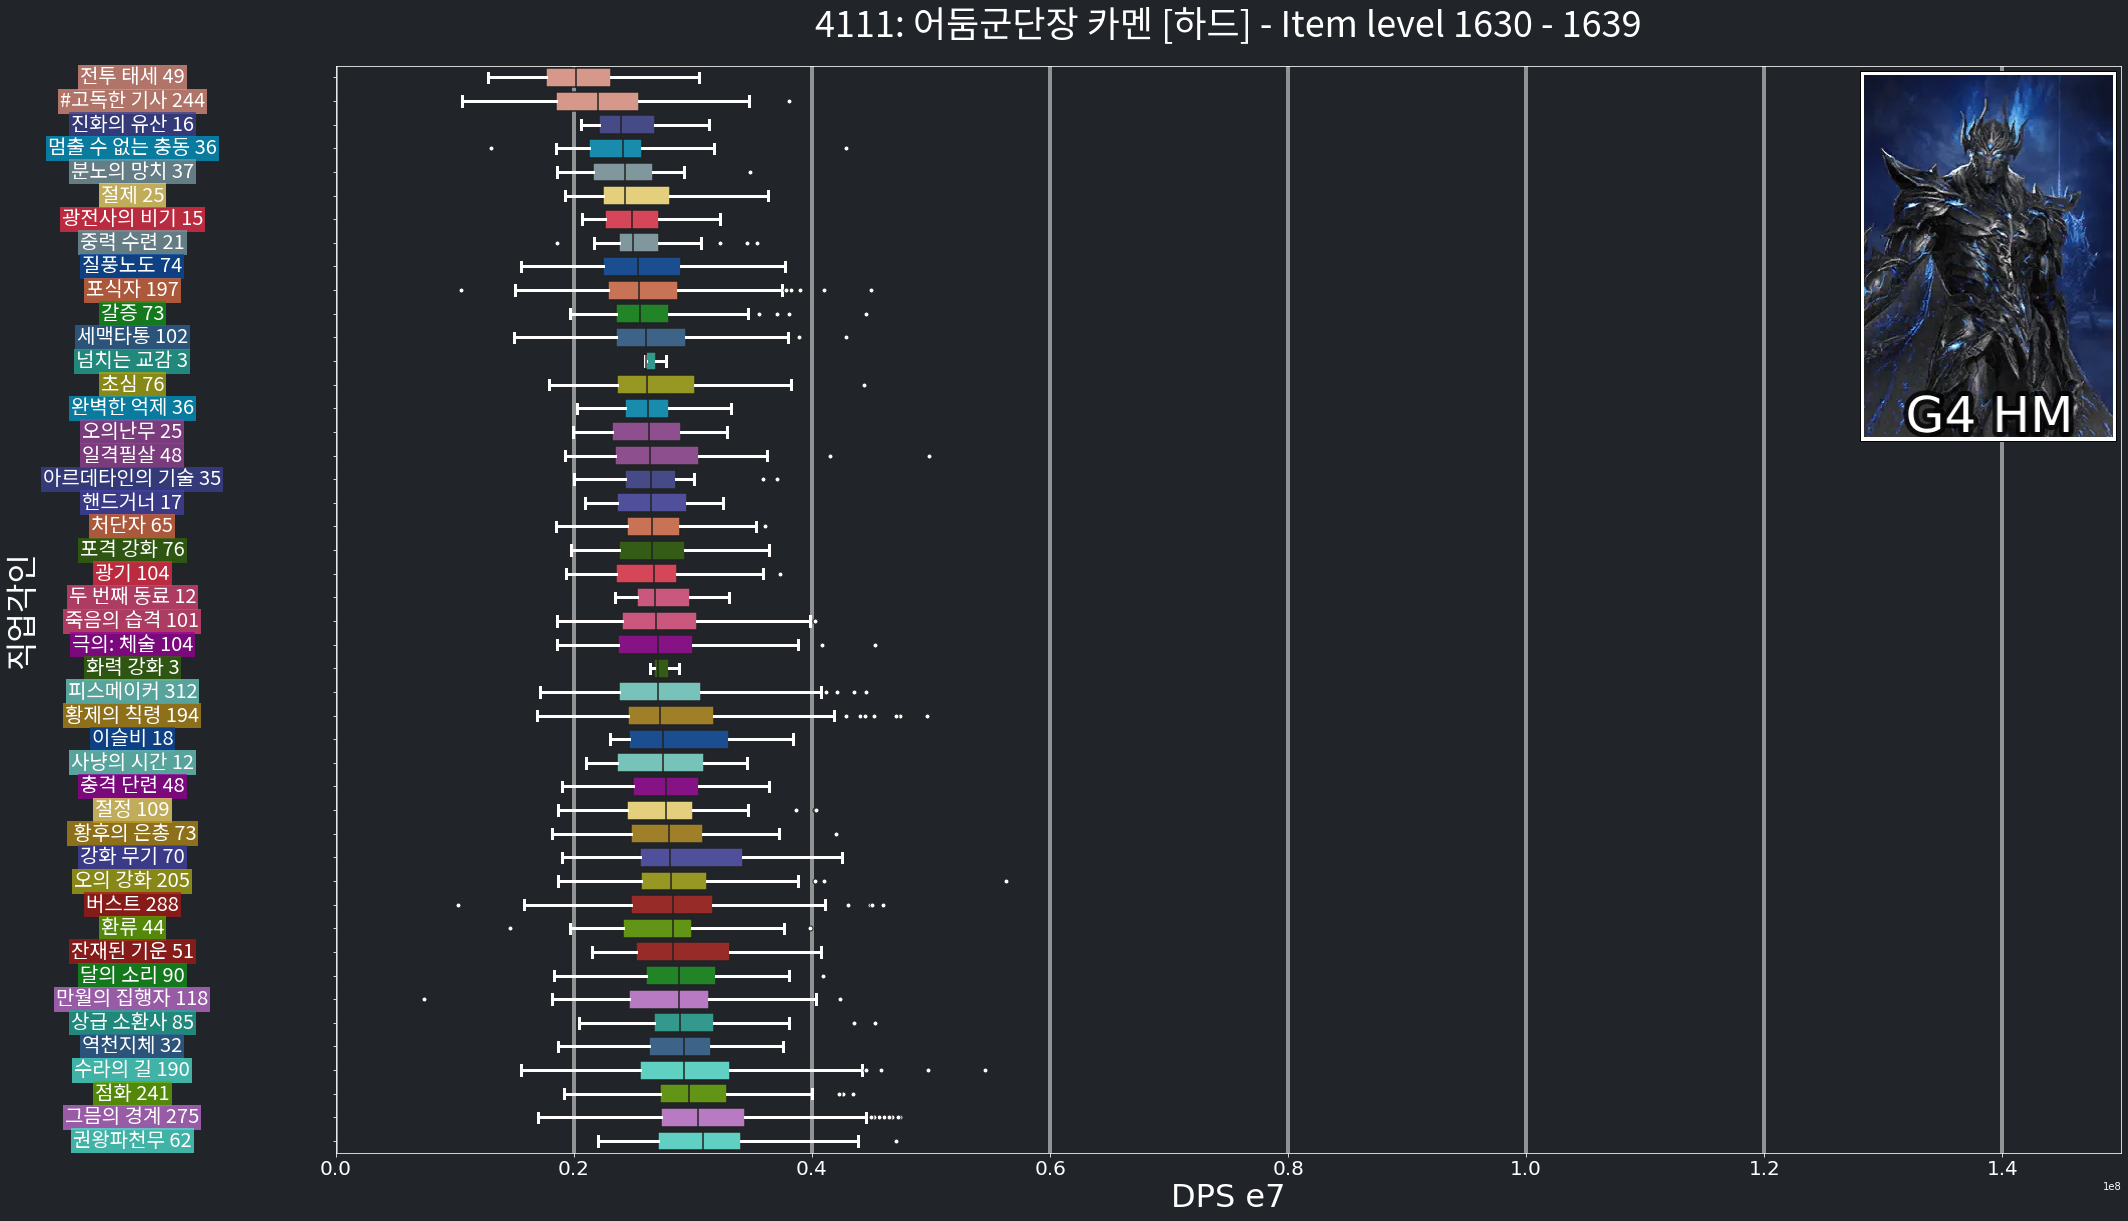 4111: 어둠군단장 카멘 [하드] - Item level 1630 - 1639
전투 태세 49
#고독한 기사 244
진화의 유산 16
멈출 수 없는 충동 36
분노의 망치 37
절제 25
광전사의 비기 15
중력 수련 21
질풍노도 74
포식자 197
갈증 73
세맥타통 102
넘치는 교감 3
초심 76
완벽한 억제 36
오의난무 25
일격필살 48
아르데타인의 기술 35
핸드거너 17
처단자 65
포격 강화 76
광기 104
두 번째 동료 12
죽음의 습격 101
극의: 체술 104
화력 강화 3
피스메이커 312
황제의 칙령 194
이슬비 18
사냥의 시간 12
충격 단련 48
절정 109
황후의 은총 73
강화 무기 70
오의 강화 205
버스트 288
환류 44
잔재된 기운 51
달의 소리 90
만월의 집행자 118
상급 소환사 85
역천지체 32
수라의 길 190
점화 241
그믐의 경계 275
권왕파천무 62
직업각인
G4 HM
0.0 0.2 0.4 0.6 0.8 1.0 1.2 1.4
1e8
DPS e7